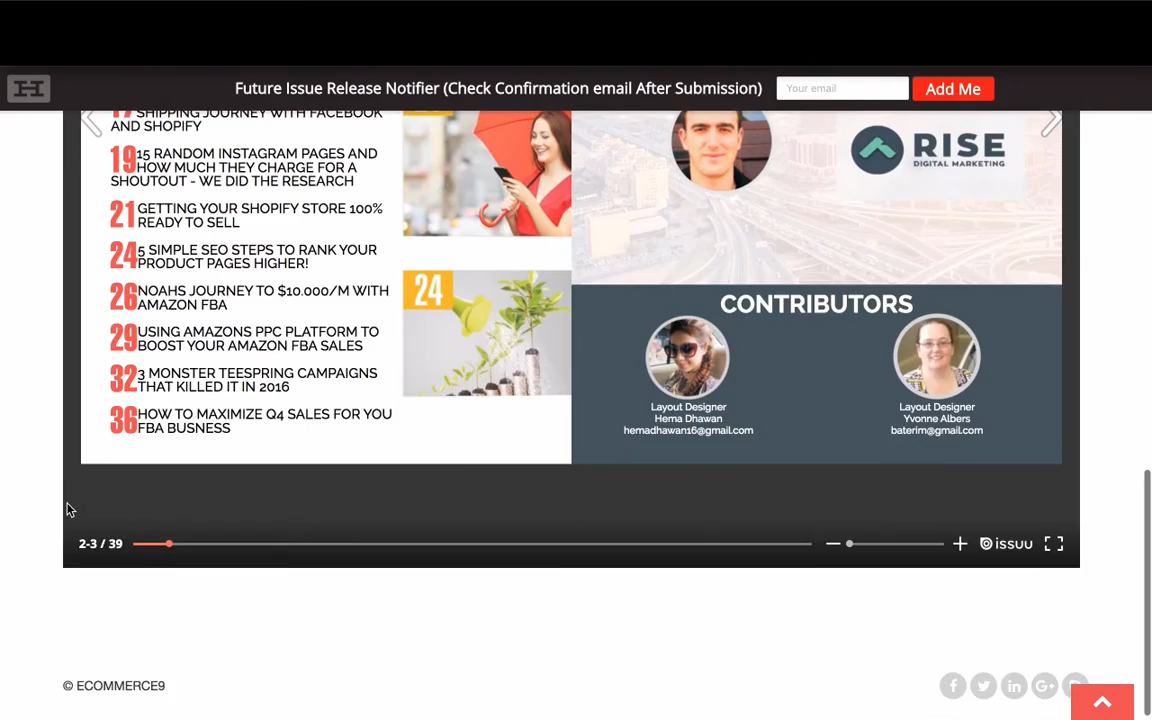 Future Issue Release Notifier (Check Confirmation email After Submission)
Your email
Add Me
17 SHIPPING JOURNEY WITH FACEBOOK
AND SHOPIFY
19 15 RANDOM INSTAGRAM PAGES AND
HOW MUCH THEY CHARGE FOR A
SHOUTOUT - WE DID THE RESEARCH
21 GETTING YOUR SHOPIFY STORE 100%
READY TO SELL
24 5 SIMPLE SEO STEPS TO RANK YOUR
PRODUCT PAGES HIGHER!
26 NOAHS JOURNEY TO $10.000/M WITH
AMAZON FBA
29 USING AMAZONS PPC PLATFORM TO
BOOST YOUR AMAZON FBA SALES
32 3 MONSTER TEESPRING CAMPAIGNS
THAT KILLED IT IN 2016
36 HOW TO MAXIMIZE Q4 SALES FOR YOU
FBA BUSNESS
24
RISE
DIGITAL MARKETING
CONTRIBUTORS
Layout Designer
Hema Dhawan
hemadhawan16@gmail.com
Layout Designer
Yvonne Albers
baterim@gmail.com
2-3 / 39
issuu
© ECOMMERCE9